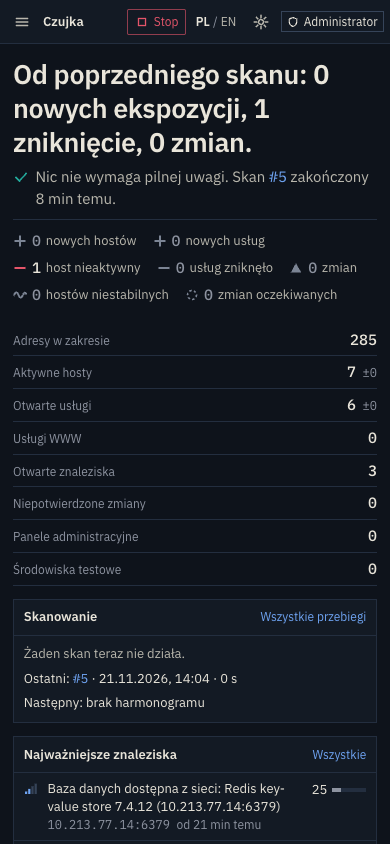 Czujka Stop PL / EN Administrator
Od poprzedniego skanu: 0
nowych ekspozycji, 1
zniknięcie, 0 zmian.
Nic nie wymaga pilnej uwagi. Skan #5 zakończony
8 min temu.
0 nowych hostów 0 nowych usług
1 host nieaktywny 0 usług zniknęło 0 zmian
0 hostów niestabilnych 0 zmian oczekiwanych
Adresy w zakresie 285
Aktywne hosty 7 ±0
Otwarte usługi 6 ±0
Usługi WWW 0
Otwarte znaleziska 3
Niepotwierdzone zmiany 0
Panele administracyjne 0
Środowiska testowe 0
Skanowanie Wszystkie przebiegi
Żaden skan teraz nie działa.
Ostatni: #5 · 21.11.2026, 14:04 · 0 s
Następny: brak harmonogramu
Najważniejsze znaleziska Wszystkie
Baza danych dostępna z sieci: Redis key- 25
value store 7.4.12 (10.213.77.14:6379)
10.213.77.14:6379 od 21 min temu